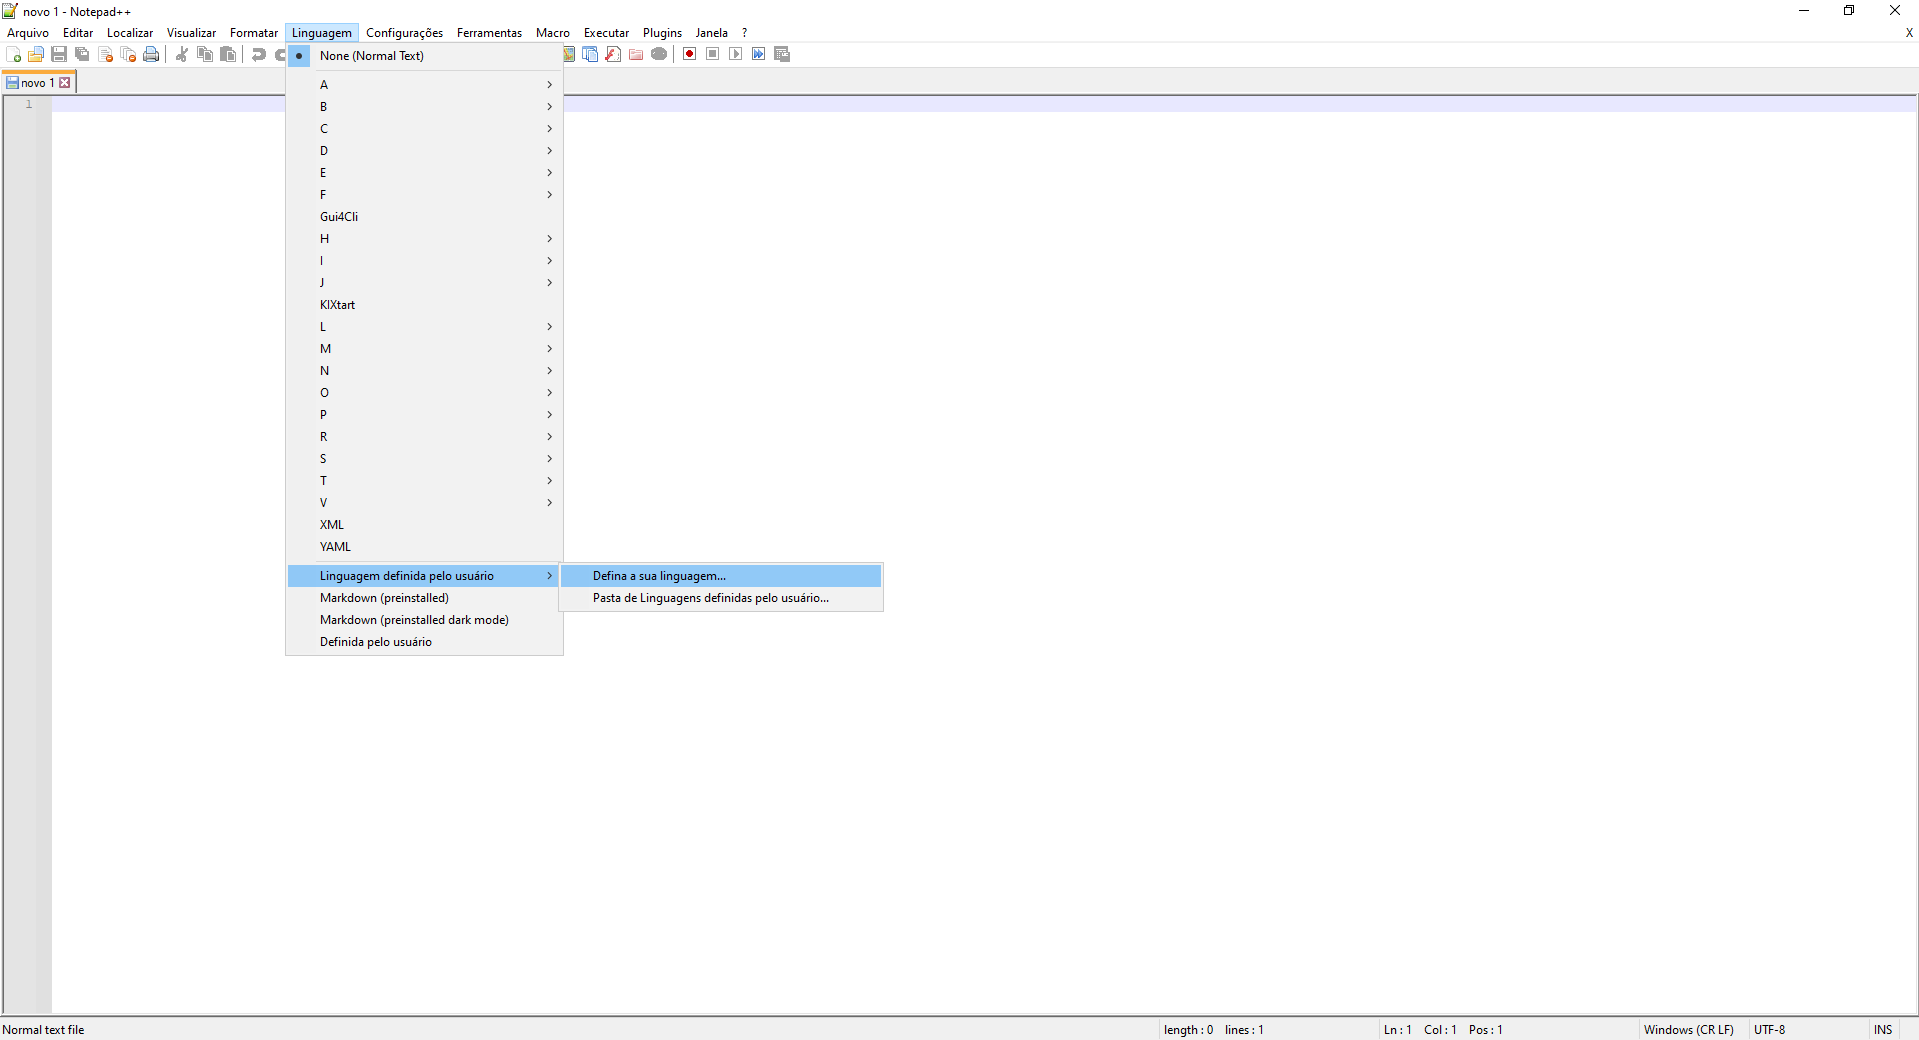 novo 1 - Notepad++
Arquivo Editar Localizar Visualizar Formatar Linguagem Configurações Ferramentas Macro Executar Plugins Janela ? X
None (Normal Text)
novo 1
1
A
B
C
D
E
F
Gui4Cli
H
I
J
KIXtart
L
M
N
O
P
R
S
T
V
XML
YAML
Linguagem definida pelo usuário
Defina a sua linguagem...
Markdown (preinstalled)
Pasta de Linguagens definidas pelo usuário...
Markdown (preinstalled dark mode)
Definida pelo usuário
Normal text file length : 0 lines : 1 Ln : 1 Col : 1 Pos : 1 Windows (CR LF) UTF-8 INS